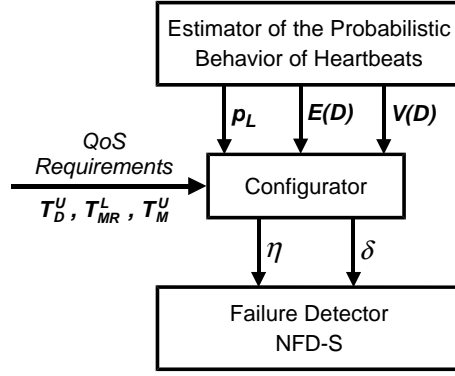 Estimator of the Probabilistic
Behavior of Heartbeats
p_L E(D) V(D)
QoS
Requirements
T_D^U , T_MR^L , T_M^U
Configurator
η δ
Failure Detector
NFD-S